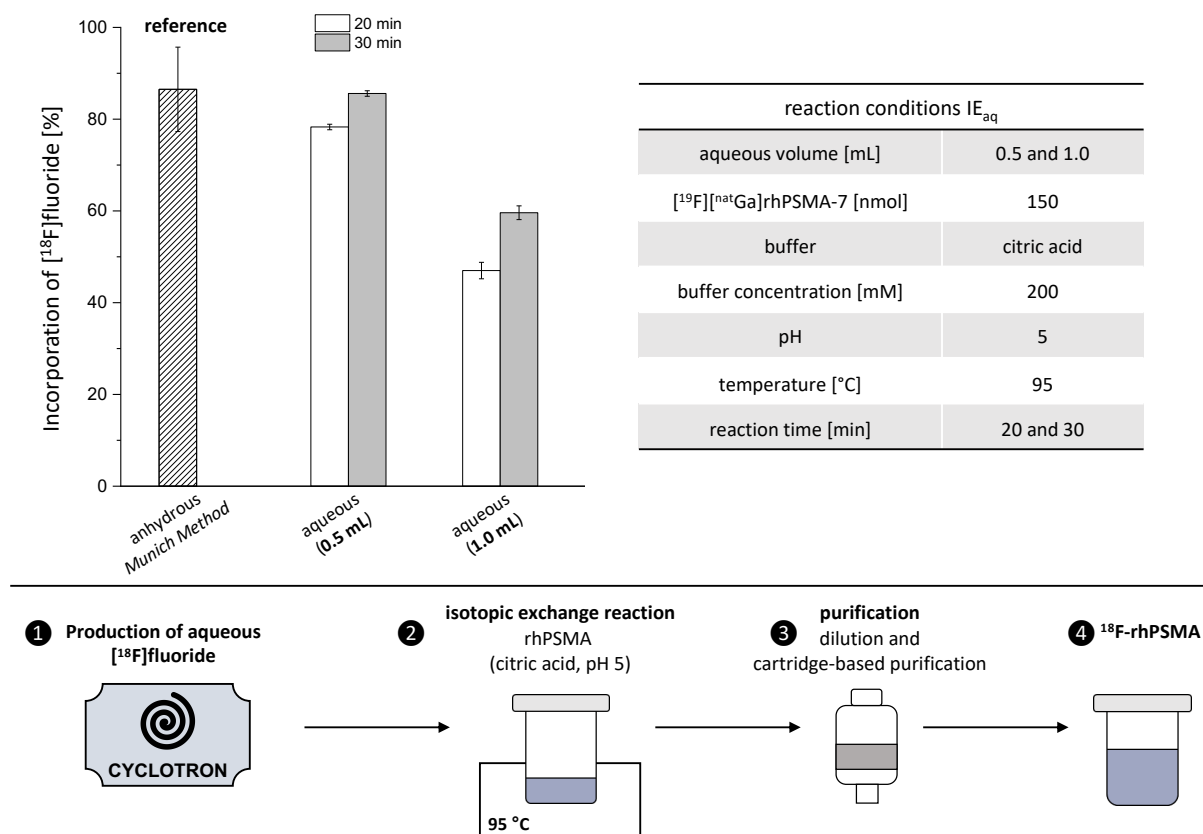 reference
20 min
30 min
100
80
60
40
20
0
Incorporation of [¹⁸F]fluoride [%]
anhydrous
Munich Method
aqueous
(0.5 mL)
aqueous
(1.0 mL)
reaction conditions IEaq
aqueous volume [mL] 0.5 and 1.0
[¹⁹F][ⁿᵃᵗGa]rhPSMA-7 [nmol] 150
buffer citric acid
buffer concentration [mM] 200
pH 5
temperature [°C] 95
reaction time [min] 20 and 30
1 Production of aqueous
[¹⁸F]fluoride
CYCLOTRON
2 isotopic exchange reaction
rhPSMA
(citric acid, pH 5)
95 °C
3 purification
dilution and
cartridge-based purification
4 ¹⁸F-rhPSMA